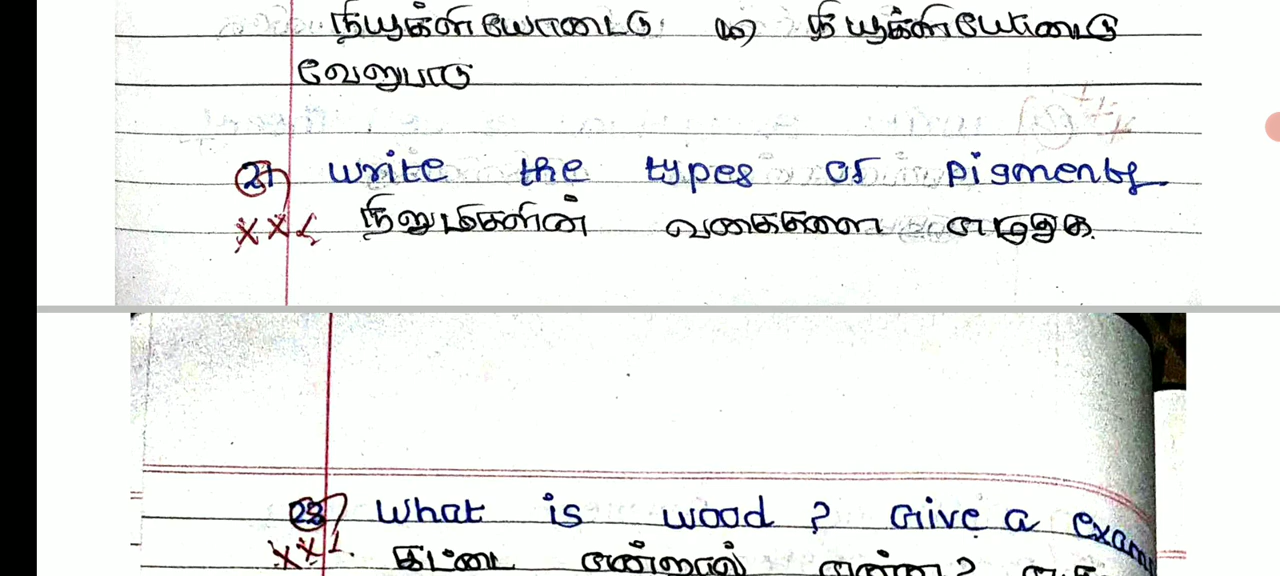 நியூக்ளியோடைடு (ம) நியூக்ளியோடைடு
வேறுபாடு
27) write the types of pigments.
××× நிறமிகளின் வகைகளை எழுதுக.
28) What is wood ? Give a exam
××1. கட்டை என்றால் என்ன?